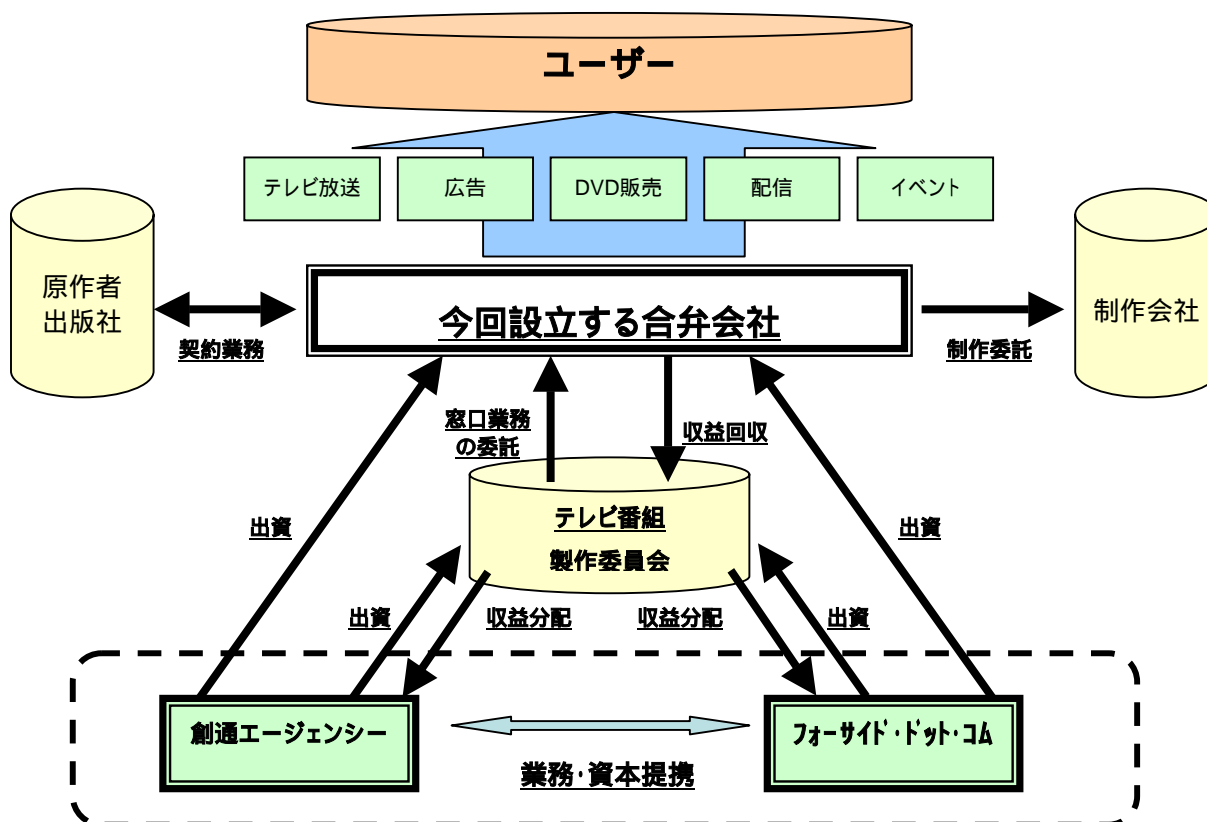 ユーザー
テレビ放送
広告
DVD販売
配信
イベント
原作者
出版社
今回設立する合弁会社
制作会社
契約業務
制作委託
窓口業務
の委託
収益回収
テレビ番組
製作委員会
出資
出資
出資
収益分配
収益分配
出資
創通エージェンシー
フォーサイド・ドット・コム
業務・資本提携